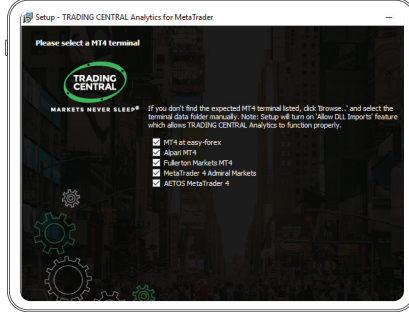 Setup - TRADING CENTRAL Analytics for MetaTrader
Please select a MT4 terminal
TRADING
CENTRAL
MARKETS NEVER SLEEP®
If you don't find the expected MT4 terminal listed, click 'Browse...' and select the
terminal data folder manually. Note: Setup will turn on 'Allow DLL Imports' feature
which allows TRADING CENTRAL Analytics to function properly.
MT4 at easy-forex
Alpari MT4
Fullerton Markets MT4
MetaTrader 4 Admiral Markets
AETOS MetaTrader 4